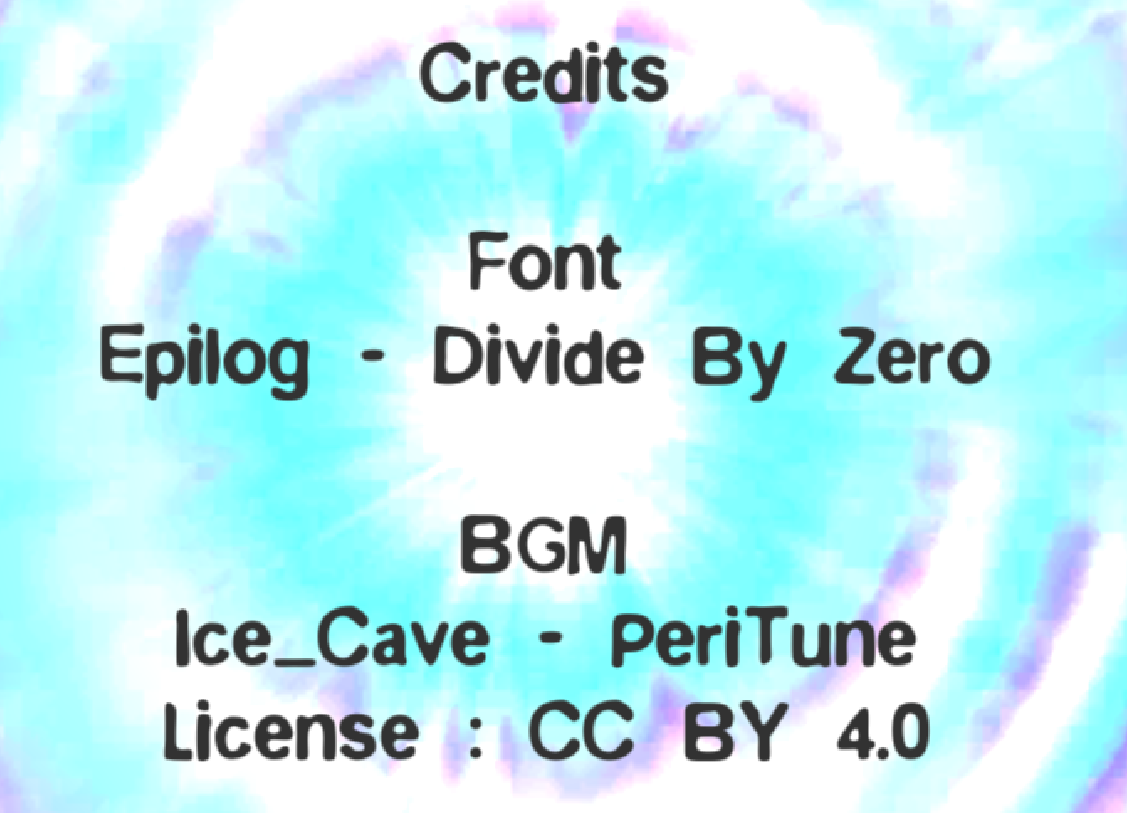 Credits
Font
Epilog - Divide By Zero
BGM
Ice_Cave - PeriTune
License : CC BY 4.0